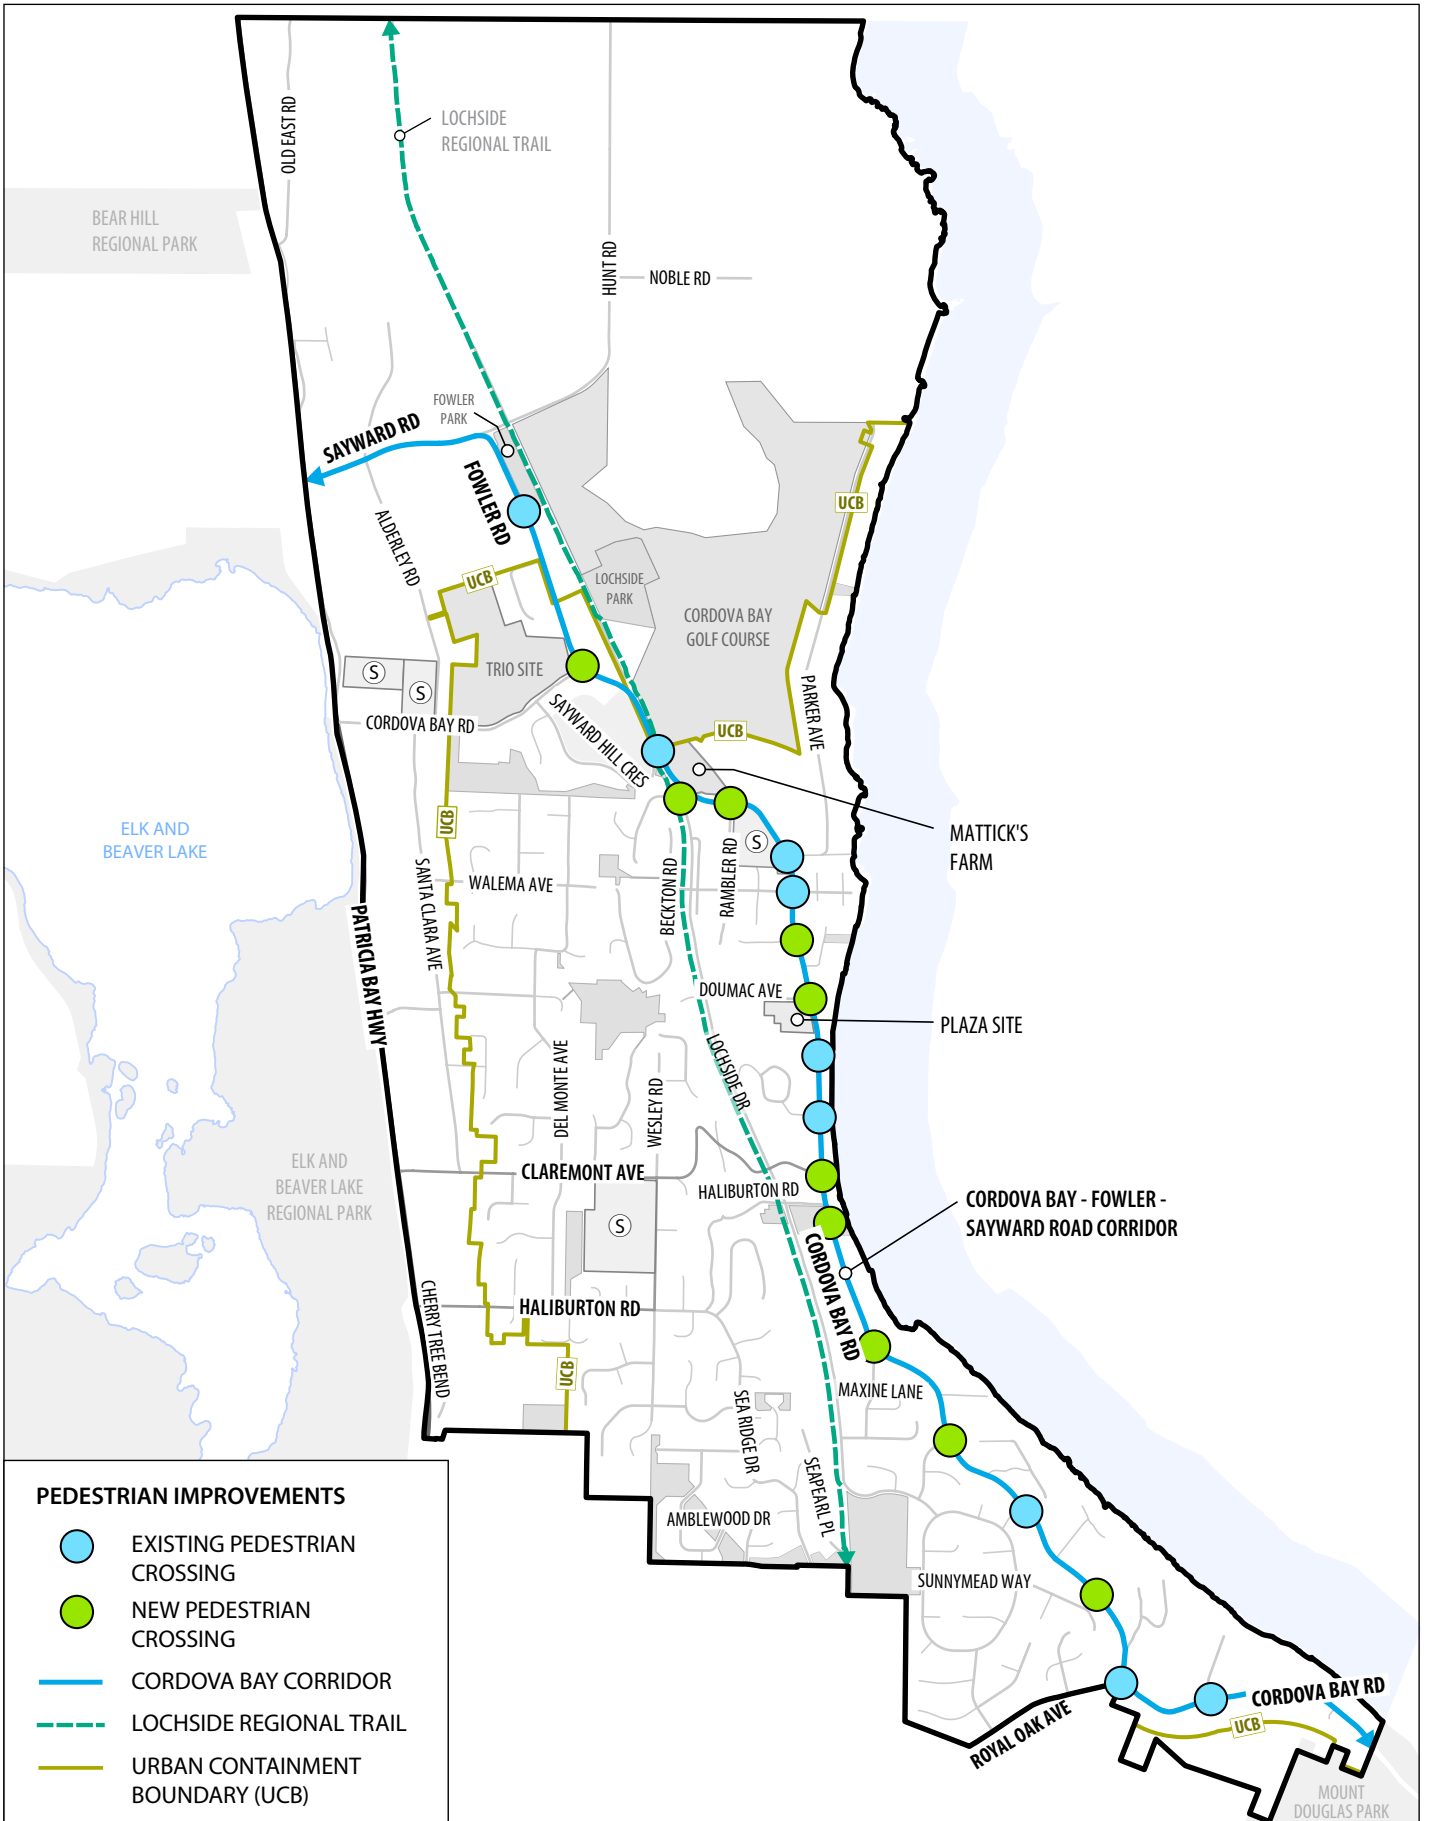 OLD EAST RD
LOCHSIDE
REGIONAL TRAIL
BEAR HILL
REGIONAL PARK
HUNT RD
NOBLE RD
FOWLER
PARK
SAYWARD RD
FOWLER RD
UCB
ALDERLEY RD
UCB
LOCHSIDE
PARK
CORDOVA BAY
GOLF COURSE
TRIO SITE
S
S
CORDOVA BAY RD
SAYWARD HILL CRES
PARKER AVE
UCB
UCB
ELK AND
BEAVER LAKE
MATTICK'S
FARM
S
RAMBLER RD
BECKTON RD
WALEMA AVE
SANTA CLARA AVE
PATRICIA BAY HWY
DOUMAC AVE
PLAZA SITE
LOCHSIDE DR
DEL MONTE AVE
WESLEY RD
ELK AND
BEAVER LAKE
REGIONAL PARK
CLAREMONT AVE
HALIBURTON RD
S
CORDOVA BAY - FOWLER -
SAYWARD ROAD CORRIDOR
CORDOVA BAY RD
CHERRY TREE BEND
HALIBURTON RD
UCB
MAXINE LANE
SEA RIDGE DR
SEAPEARL PL
AMBLEWOOD DR
SUNNYMEAD WAY
ROYAL OAK AVE
CORDOVA BAY RD
UCB
MOUNT
DOUGLAS PARK
PEDESTRIAN IMPROVEMENTS
EXISTING PEDESTRIAN
CROSSING
NEW PEDESTRIAN
CROSSING
CORDOVA BAY CORRIDOR
LOCHSIDE REGIONAL TRAIL
URBAN CONTAINMENT
BOUNDARY (UCB)